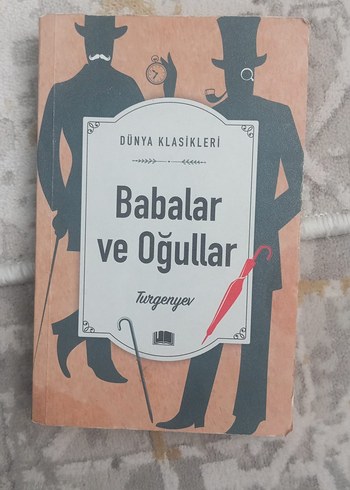 DÜNYA KLASİKLERİ
Babalar
ve Oğullar
Turgenyev